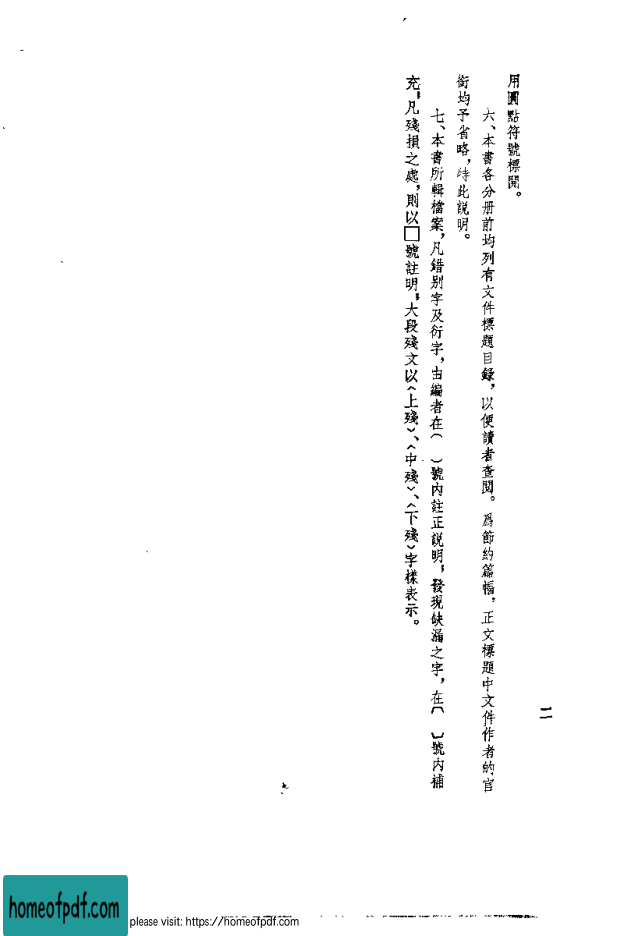 用圓點符號標開。
六、本書各分册前均列有文件標題目録，以便讀者查閲。爲節約篇幅，正文標題中文件作者的官
銜均予省略，特此説明。
七、本書所輯檔案，凡錯别字及衍字，由編者在（　）號内註正説明，發現缺漏之字，在〔　〕號内補
充，凡殘損之處，則以□號註明，大段殘文以〈上殘〉、〈中殘〉、〈下殘〉字樣表示。
二
homeofpdf.com
please visit: https://homeofpdf.com